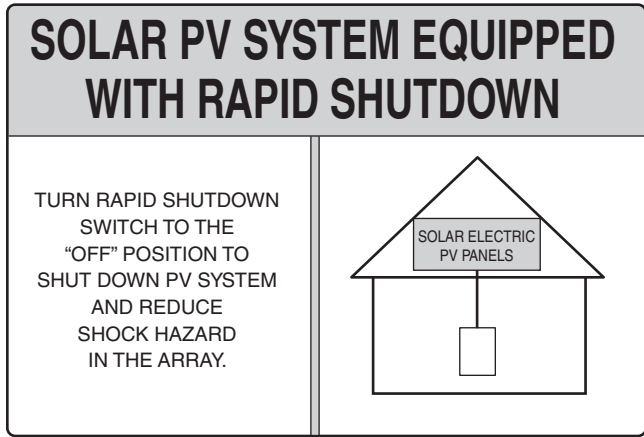 SOLAR PV SYSTEM EQUIPPED
WITH RAPID SHUTDOWN
TURN RAPID SHUTDOWN
SWITCH TO THE
“OFF” POSITION TO
SHUT DOWN PV SYSTEM
AND REDUCE
SHOCK HAZARD
IN THE ARRAY.
SOLAR ELECTRIC
PV PANELS